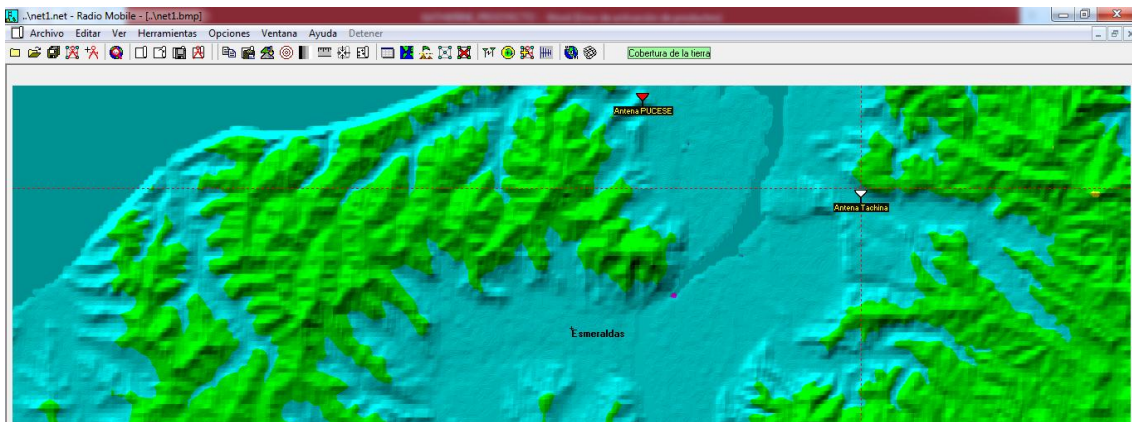 ..\net1.net - Radio Mobile - [..\net1.bmp]
Archivo Editar Ver Herramientas Opciones Ventana Ayuda Detener
Cobertura de la tierra
Antena PUCESE
Antena Tachina
Esmeraldas